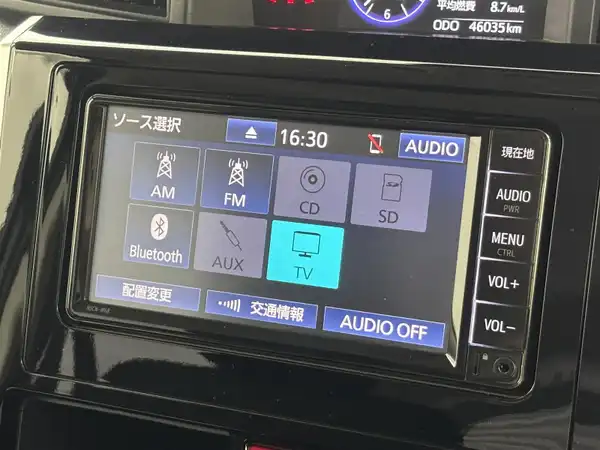 平均燃費 8.7km/L
6
ODO 46035km
ソース選択
16:30
AUDIO
現在地
AM
FM
CD
SD
AUDIO
PWR
Bluetooth
AUX
TV
MENU
CTRL
VOL+
配置変更
交通情報
AUDIO OFF
VOL−